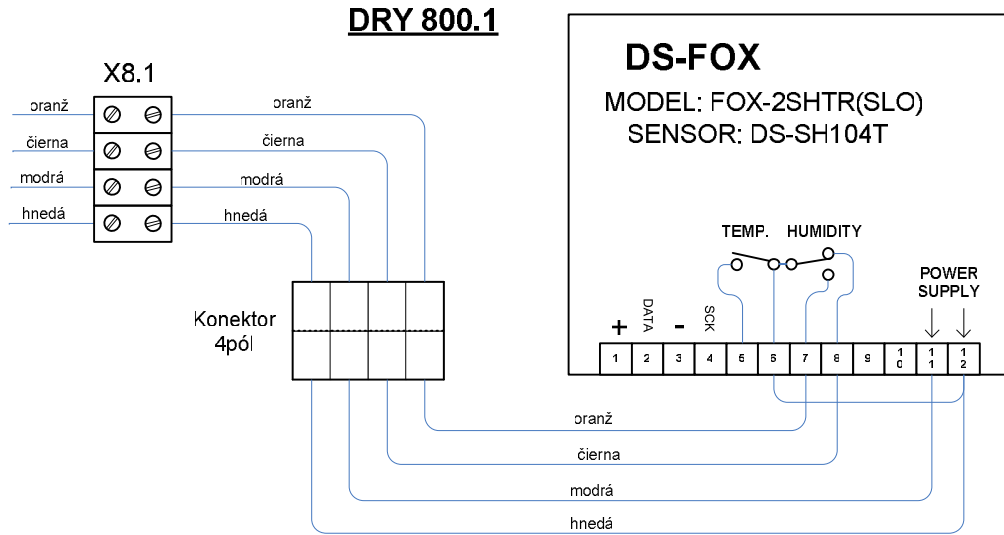 DRY 800.1
X8.1
oranž
čierna
modrá
hnedá
oranž
čierna
modrá
hnedá
Konektor
4pól
DS-FOX
MODEL: FOX-2SHTR(SLO)
SENSOR: DS-SH104T
TEMP. HUMIDITY
POWER
SUPPLY
+ DATA - SCK
1 2 3 4 5 6 7 8 9 10 11 12
oranž
čierna
modrá
hnedá